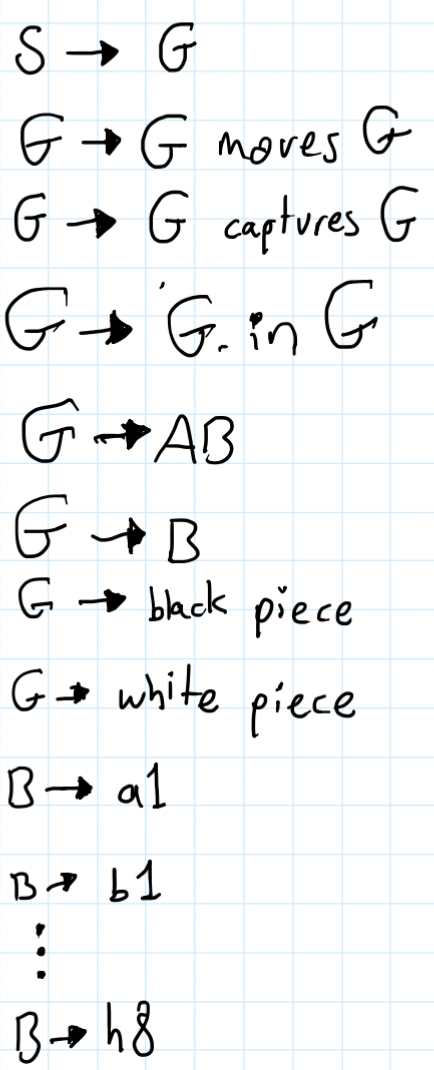 S → G
G → G moves G
G → G captures G
G → G. in G
G → AB
G → B
G → black piece
G → white piece
B → a1
B → b1
⋮
B → h8